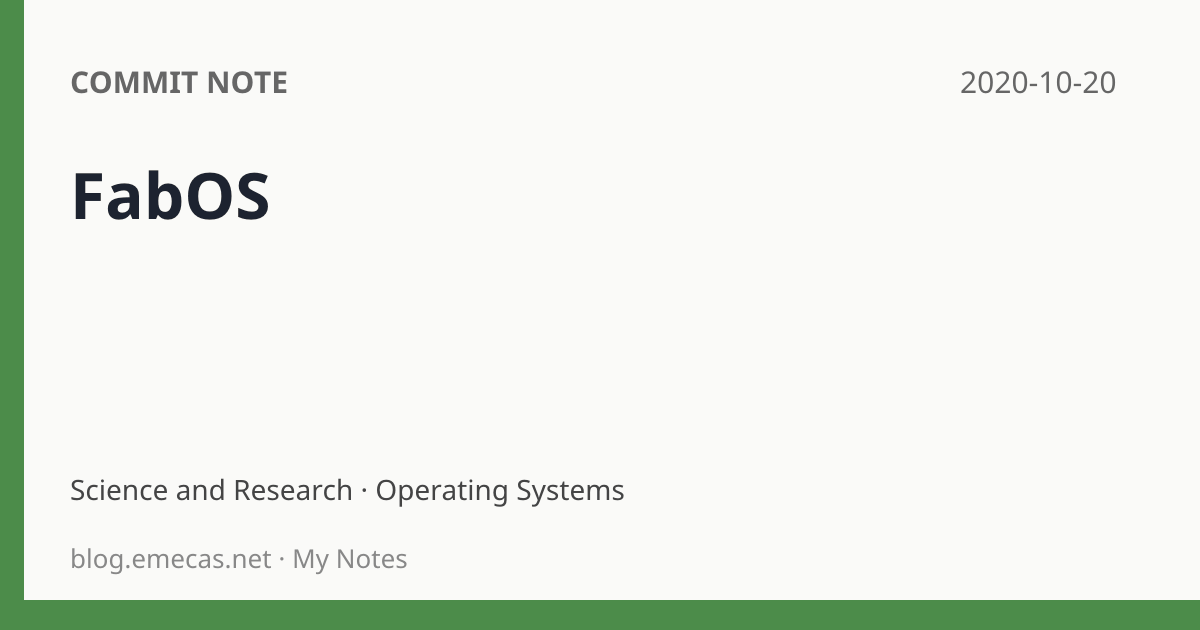 COMMIT NOTE
2020-10-20
FabOS
Science and Research · Operating Systems
blog.emecas.net · My Notes